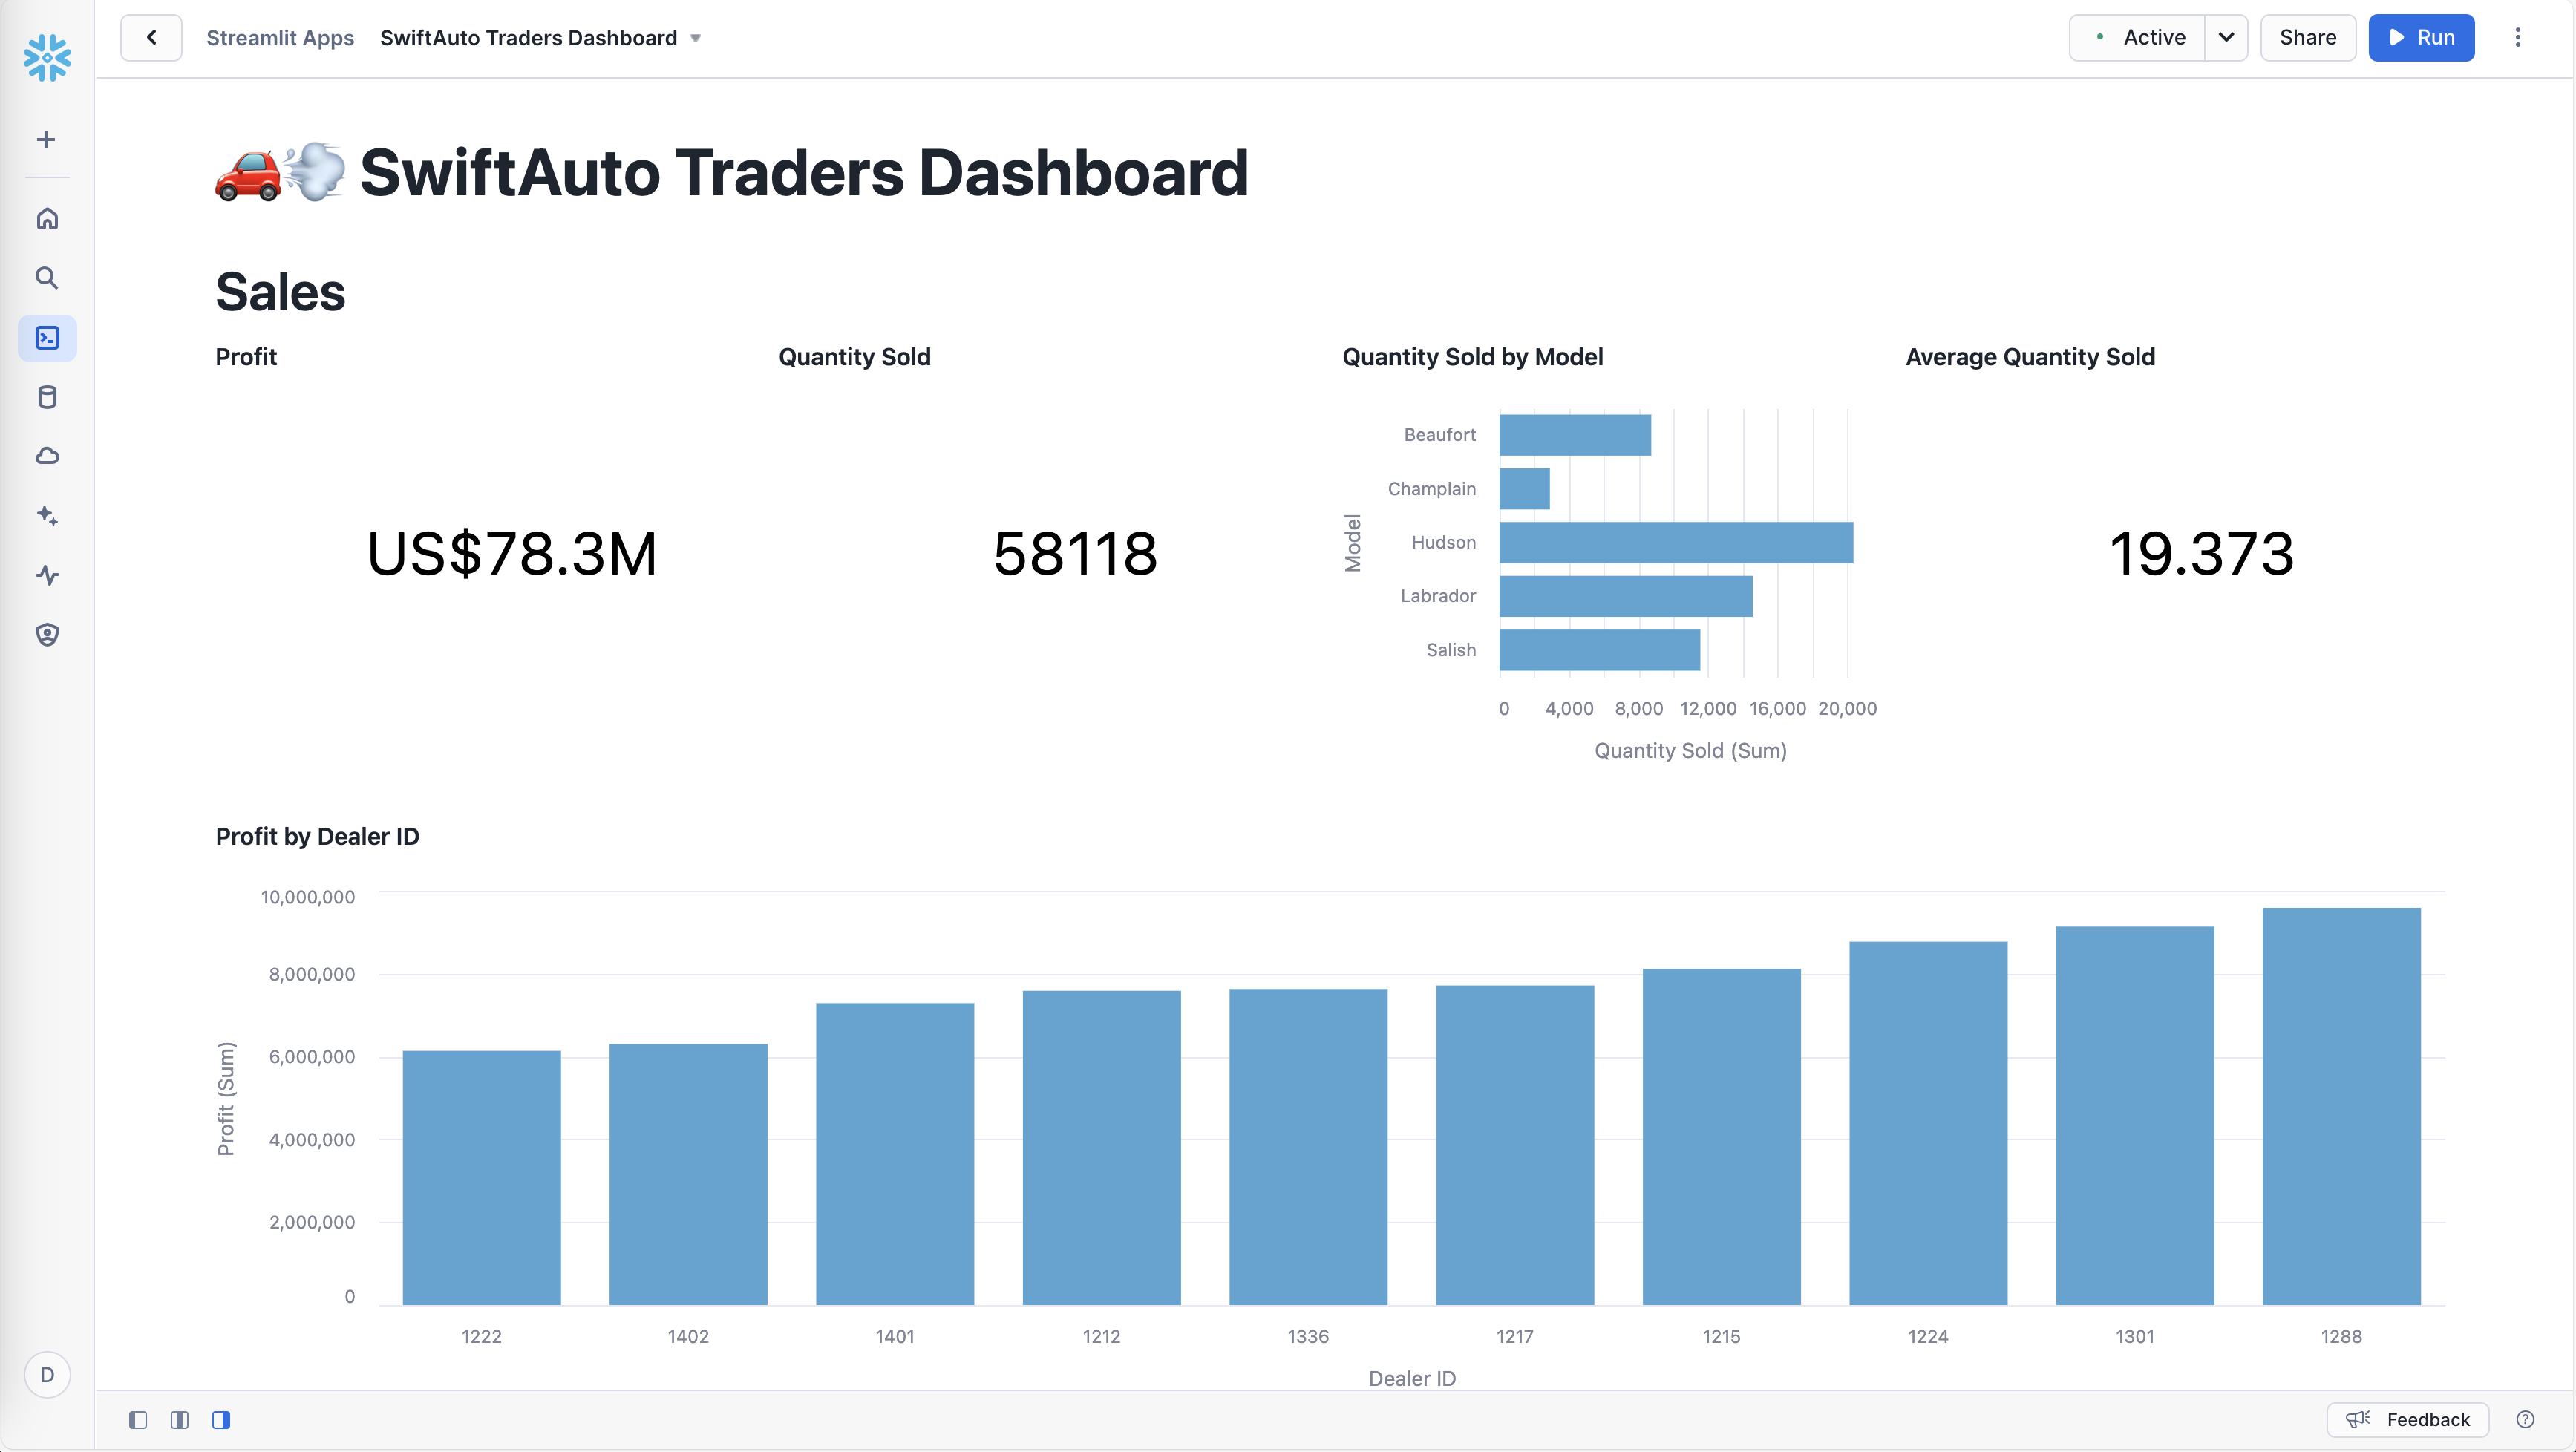 Streamlit Apps SwiftAuto Traders Dashboard Active Share Run
SwiftAuto Traders Dashboard
Sales
Profit
US$78.3M
Quantity Sold
58118
Quantity Sold by Model
Model
Beaufort
Champlain
Hudson
Labrador
Salish
0 4,000 8,000 12,000 16,000 20,000
Quantity Sold (Sum)
Average Quantity Sold
19.373
Profit by Dealer ID
Profit (Sum)
10,000,000
8,000,000
6,000,000
4,000,000
2,000,000
0
1222 1402 1401 1212 1336 1217 1215 1224 1301 1288
Dealer ID
D
Feedback